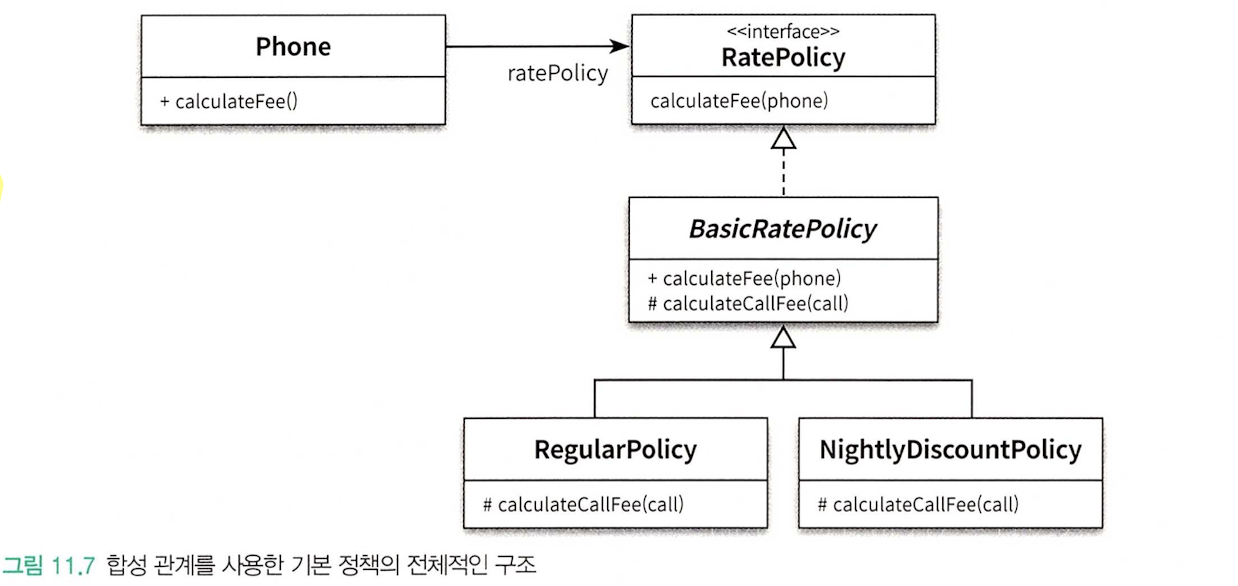 Phone
+ calculateFee()
ratePolicy
<<interface>>
RatePolicy
calculateFee(phone)
BasicRatePolicy
+ calculateFee(phone)
# calculateCallFee(call)
RegularPolicy
# calculateCallFee(call)
NightlyDiscountPolicy
# calculateCallFee(call)
그림 11.7 합성 관계를 사용한 기본 정책의 전체적인 구조